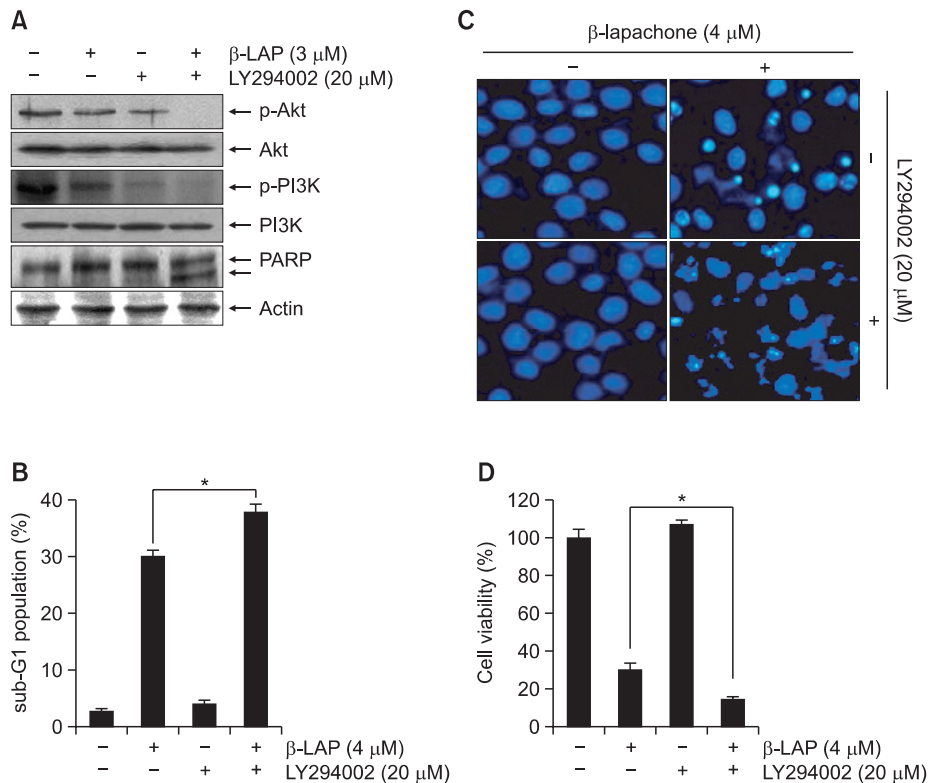 A
– + – + β-LAP (3 μM)
– – + + LY294002 (20 μM)
p-Akt
Akt
p-PI3K
PI3K
PARP
Actin
C
β-lapachone (4 μM)
– +
–
+
LY294002 (20 μM)
B
sub-G1 population (%)
40
30
20
10
0
*
– + – + β-LAP (4 μM)
– – + + LY294002 (20 μM)
D
Cell viability (%)
120
100
80
60
40
20
0
*
– + – + β-LAP (4 μM)
– – + + LY294002 (20 μM)